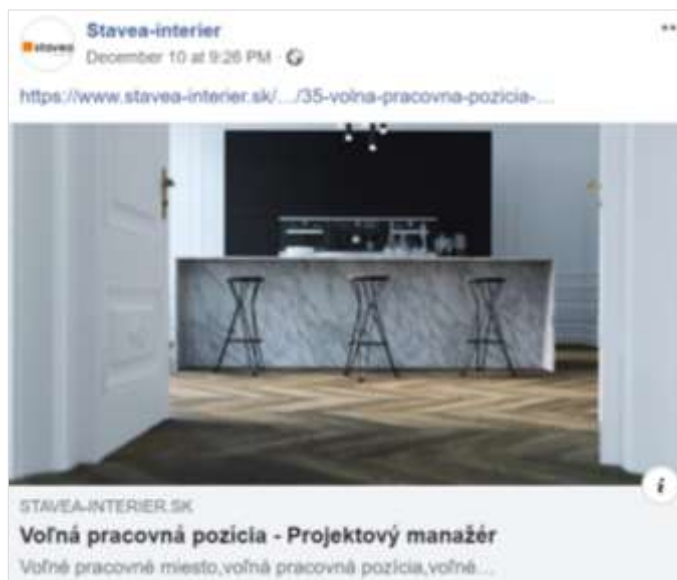 Stavea-interier
stavea
December 10 at 9:26 PM
https://www.stavea-interier.sk/.../35-volna-pracovna-pozicia-...
STAVEA-INTERIER.SK
Voľná pracovná pozícia - Projektový manažér
Voľné pracovné miesto,voľná pracovná pozícia,voľné...